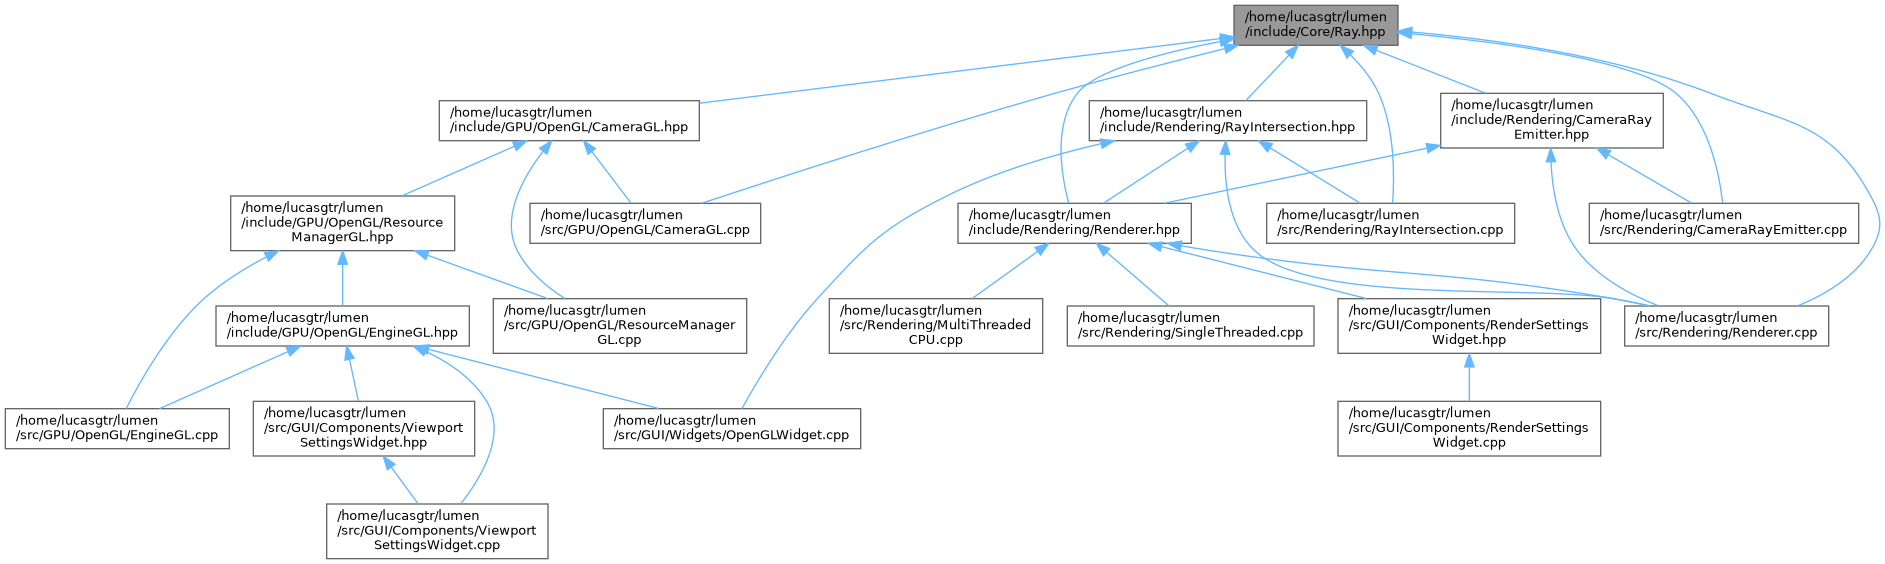 /home/lucasgtr/lumen
/include/Core/Ray.hpp
/home/lucasgtr/lumen
/include/GPU/OpenGL/CameraGL.hpp
/home/lucasgtr/lumen
/include/Rendering/RayIntersection.hpp
/home/lucasgtr/lumen
/include/Rendering/CameraRay
Emitter.hpp
/home/lucasgtr/lumen
/include/GPU/OpenGL/Resource
ManagerGL.hpp
/home/lucasgtr/lumen
/src/GPU/OpenGL/CameraGL.cpp
/home/lucasgtr/lumen
/include/Rendering/Renderer.hpp
/home/lucasgtr/lumen
/src/Rendering/RayIntersection.cpp
/home/lucasgtr/lumen
/src/Rendering/CameraRayEmitter.cpp
/home/lucasgtr/lumen
/include/GPU/OpenGL/EngineGL.hpp
/home/lucasgtr/lumen
/src/GPU/OpenGL/ResourceManager
GL.cpp
/home/lucasgtr/lumen
/src/Rendering/MultiThreaded
CPU.cpp
/home/lucasgtr/lumen
/src/Rendering/SingleThreaded.cpp
/home/lucasgtr/lumen
/src/GUI/Components/RenderSettings
Widget.hpp
/home/lucasgtr/lumen
/src/Rendering/Renderer.cpp
/home/lucasgtr/lumen
/src/GPU/OpenGL/EngineGL.cpp
/home/lucasgtr/lumen
/src/GUI/Components/Viewport
SettingsWidget.hpp
/home/lucasgtr/lumen
/src/GUI/Widgets/OpenGLWidget.cpp
/home/lucasgtr/lumen
/src/GUI/Components/RenderSettings
Widget.cpp
/home/lucasgtr/lumen
/src/GUI/Components/Viewport
SettingsWidget.cpp